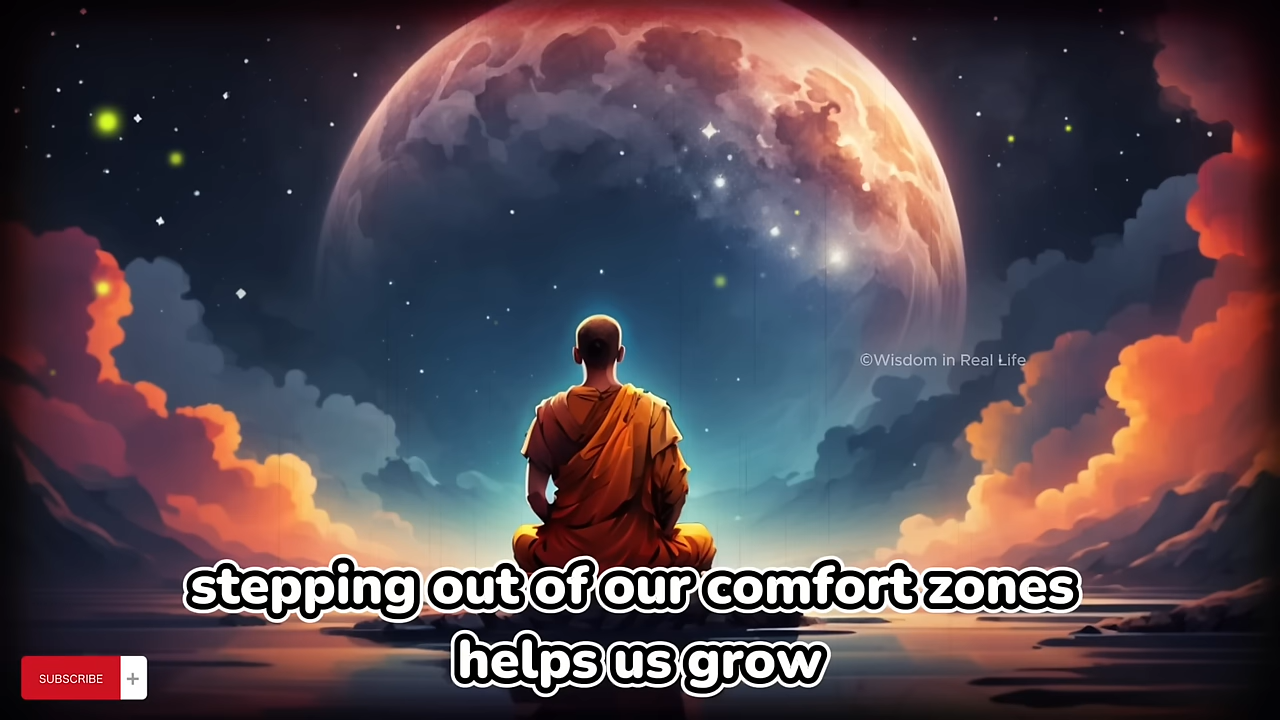 ©Wisdom in Real Life
stepping out of our comfort zones
helps us grow
SUBSCRIBE +